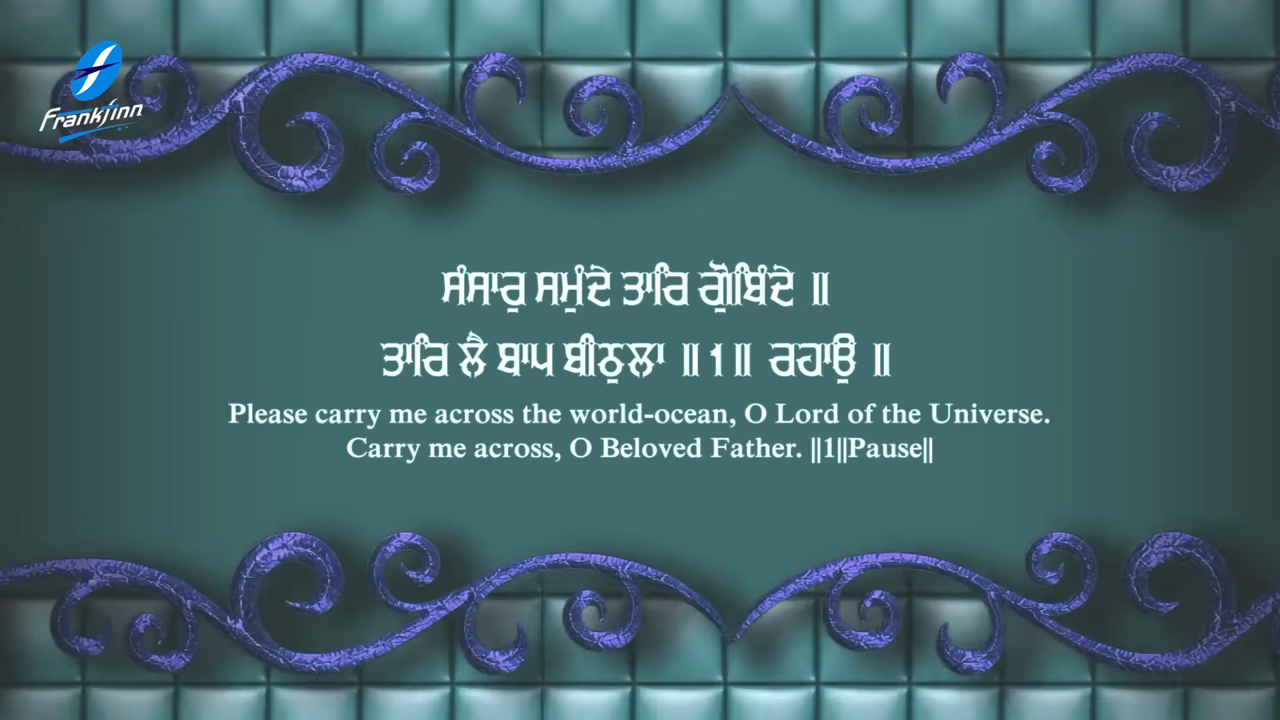 Frankfinn
ਸੰਸਾਰੁ ਸਮੁੰਦੇ ਤਾਰਿ ਗੋੁਬਿੰਦੇ ॥
ਤਾਰਿ ਲੈ ਬਾਪ ਬੀਠੁਲਾ ॥1॥ ਰਹਾਉ ॥
Please carry me across the world-ocean, O Lord of the Universe.
Carry me across, O Beloved Father. ||1||Pause||